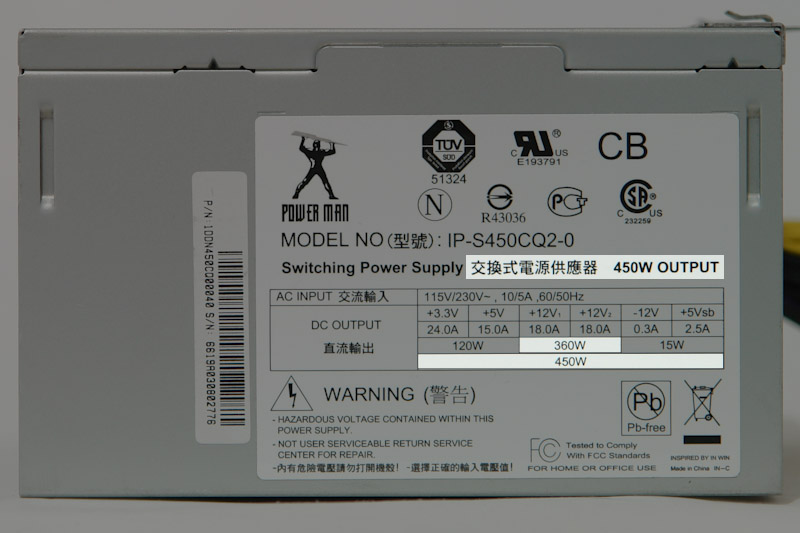 TÜV
51324
C RU US
E193791
CB
N
R43036
PCT
C SA US
232259
POWER MAN
MODEL NO(型號): IP-S450CQ2-0
Switching Power Supply 交換式電源供應器 450W OUTPUT
AC INPUT 交流輸入 115V/230V~ , 10/5A ,60/50Hz
DC OUTPUT 直流輸出
+3.3V +5V +12V₁ +12V₂ -12V +5Vsb
24.0A 15.0A 18.0A 18.0A 0.3A 2.5A
120W 360W 15W
450W
WARNING (警告)
- HAZARDOUS VOLTAGE CONTAINED WITHIN THIS
POWER SUPPLY.
- NOT USER SERVICEABLE RETURN SERVICE
CENTER FOR REPAIR.
-內有危險電壓請勿打開機殼! -選擇正確的輸入電壓值!
Pb
Pb-free
FC Tested to Comply
With FCC Standards
FOR HOME OR OFFICE USE
INSPIRED BY IN WIN
Made in China IN-C
P/N 1DDN450CQ00040 S/N: 6619A030802776